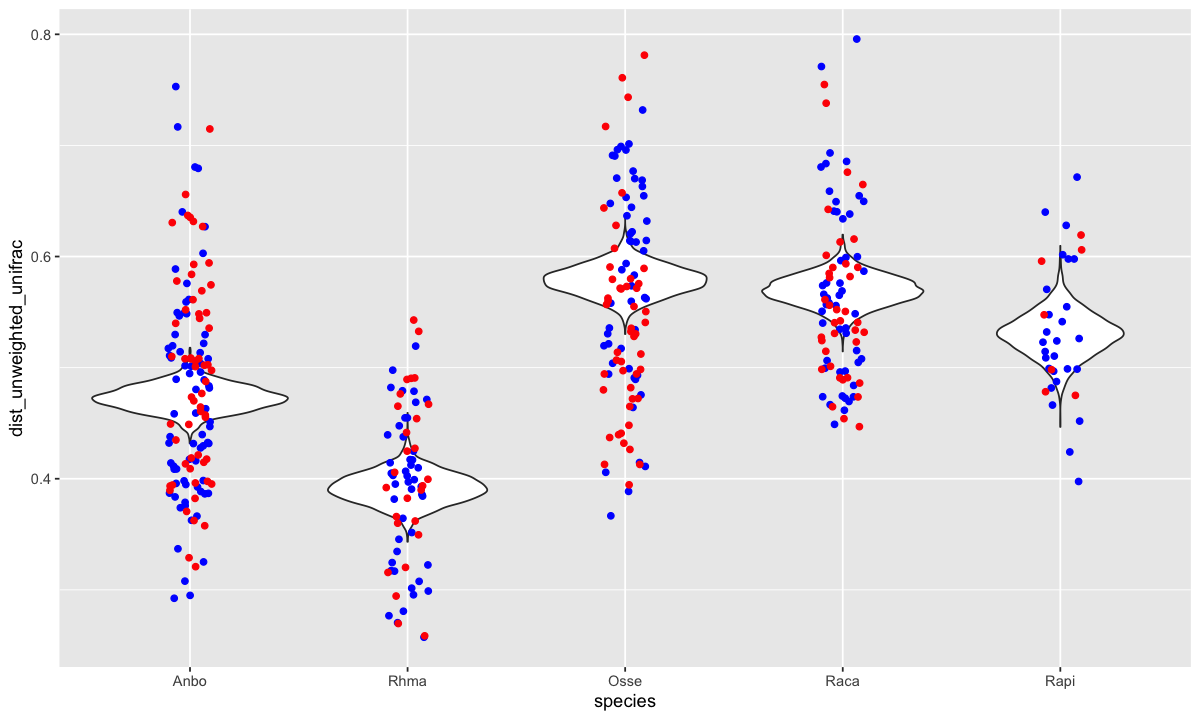 0.8
0.6
0.4
dist_unweighted_unifrac
Anbo Rhma Osse Raca Rapi
species